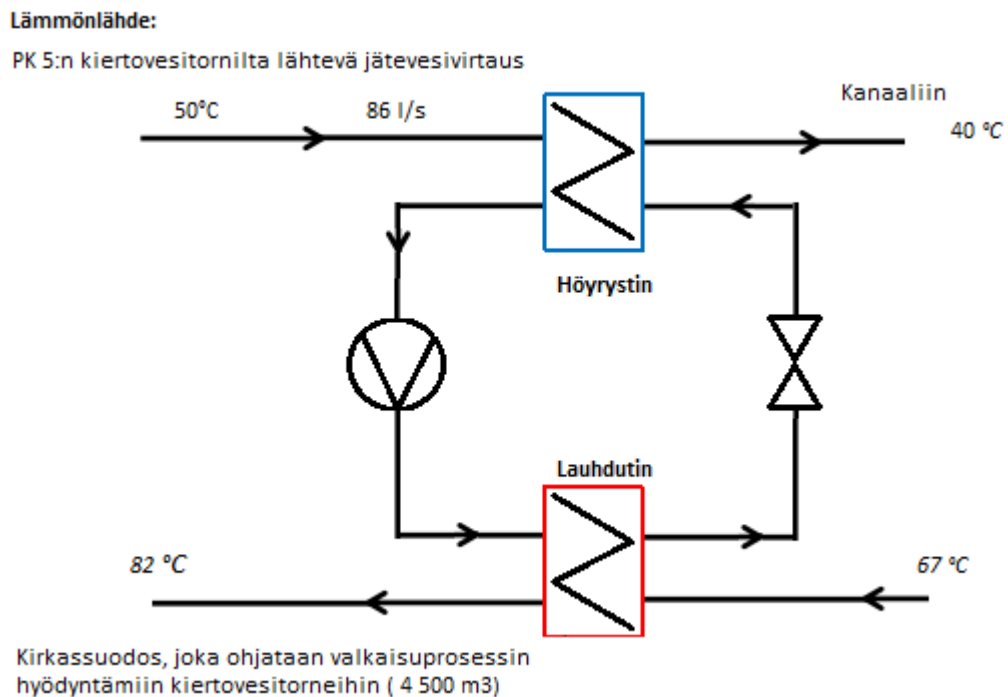 Lämmönlähde:
PK 5:n kiertovesitornilta lähtevä jätevesivirtaus
50°C 86 l/s
Kanaaliin
40 °C
Höyrystin
Lauhdutin
82 °C 67 °C
Kirkassuodos, joka ohjataan valkaisuprosessin
hyödyntämiin kiertovesitorneihin ( 4 500 m3)